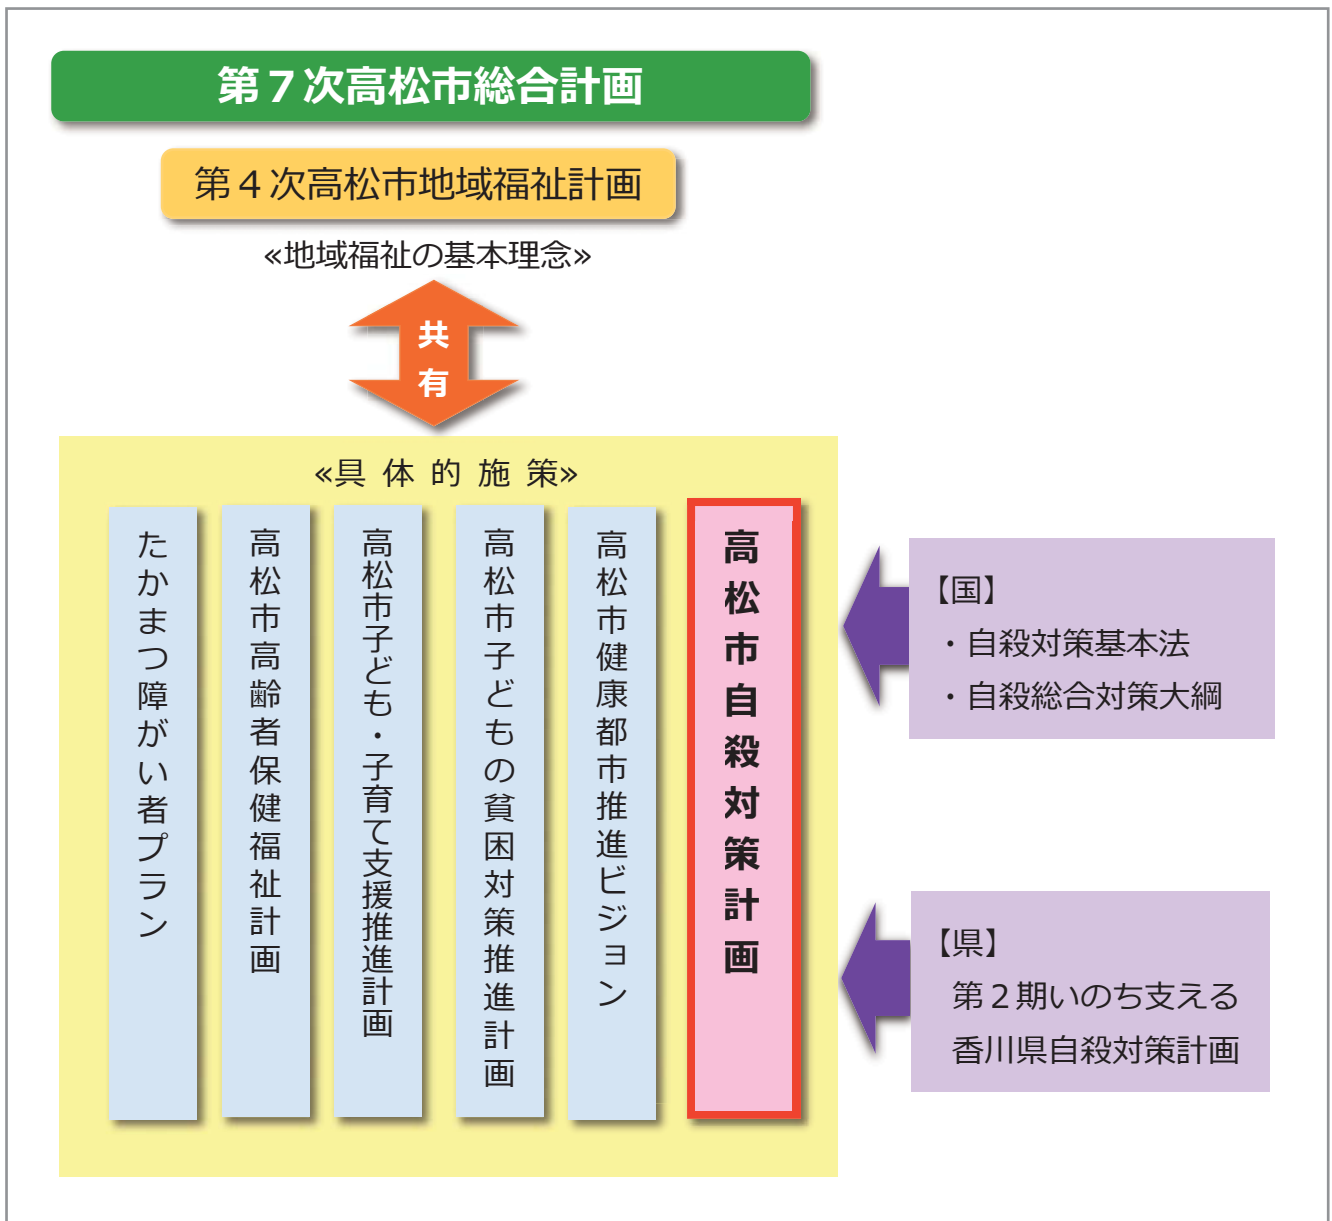 第７次高松市総合計画
第４次高松市地域福祉計画
«地域福祉の基本理念»
共
有
«具体的施策»
たかまつ障がい者プラン
高松市高齢者保健福祉計画
高松市子ども・子育て支援推進計画
高松市子どもの貧困対策推進計画
高松市健康都市推進ビジョン
高松市自殺対策計画
【国】
・自殺対策基本法
・自殺総合対策大綱
【県】
第２期いのち支える
香川県自殺対策計画